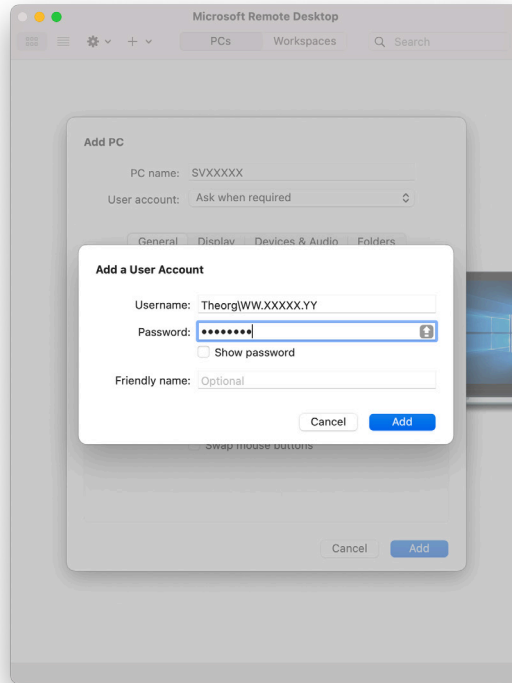 Microsoft Remote Desktop
PCs Workspaces Search
Add PC
PC name: SVXXXXX
User account: Ask when required
General Display Devices & Audio Folders
Add a User Account
Username: Theorg\WW.XXXXX.YY
Password: ••••••••
Show password
Friendly name: Optional
Cancel Add
Swap mouse buttons
Cancel Add